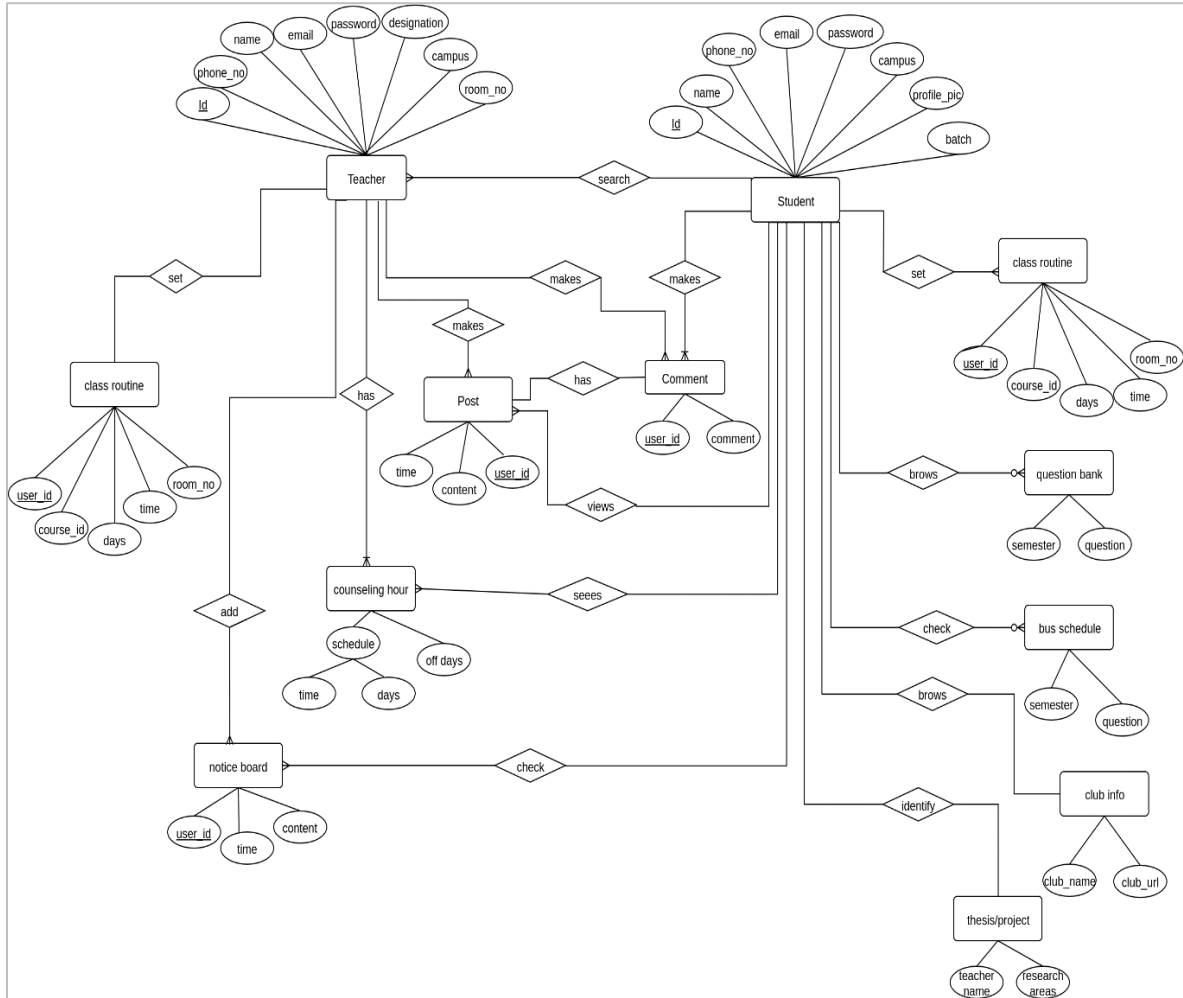 password
designation
name
email
campus
phone_no
room_no
Id
Teacher
email
password
phone_no
campus
name
profile_pic
Id
batch
search
Student
set
makes
makes
set
class routine
makes
user_id
course_id
days
time
room_no
class routine
has
Post
has
Comment
user_id
comment
user_id
course_id
days
time
room_no
time
content
user_id
views
brows
question bank
semester
question
add
counseling hour
seees
schedule
off days
time
days
check
bus schedule
semester
question
brows
notice board
check
user_id
time
content
identify
club info
club_name
club_url
thesis/project
teacher
name
research
areas